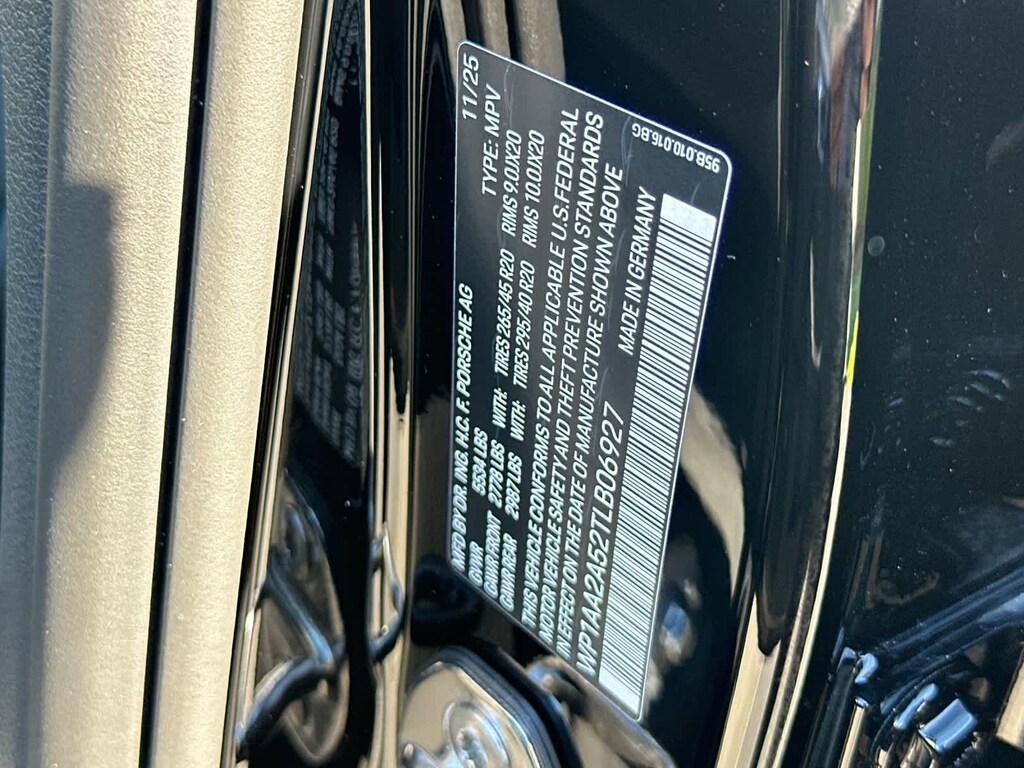 11/25
MFD BY DR. ING. H.C. F. PORSCHE AG
TYPE: MPV
GVWR 5534 LBS
GAWR FRONT 2778 LBS WITH: TIRES 265/45 R20 RIMS 9.0JX20
GAWR REAR 2987 LBS WITH: TIRES 295/40 R20 RIMS 10.0JX20
THIS VEHICLE CONFORMS TO ALL APPLICABLE U.S. FEDERAL
MOTOR VEHICLE SAFETY AND THEFT PREVENTION STANDARDS
IN EFFECT ON THE DATE OF MANUFACTURE SHOWN ABOVE
WP1AA2A52TLB06927 MADE IN GERMANY
95B.010.016.BG